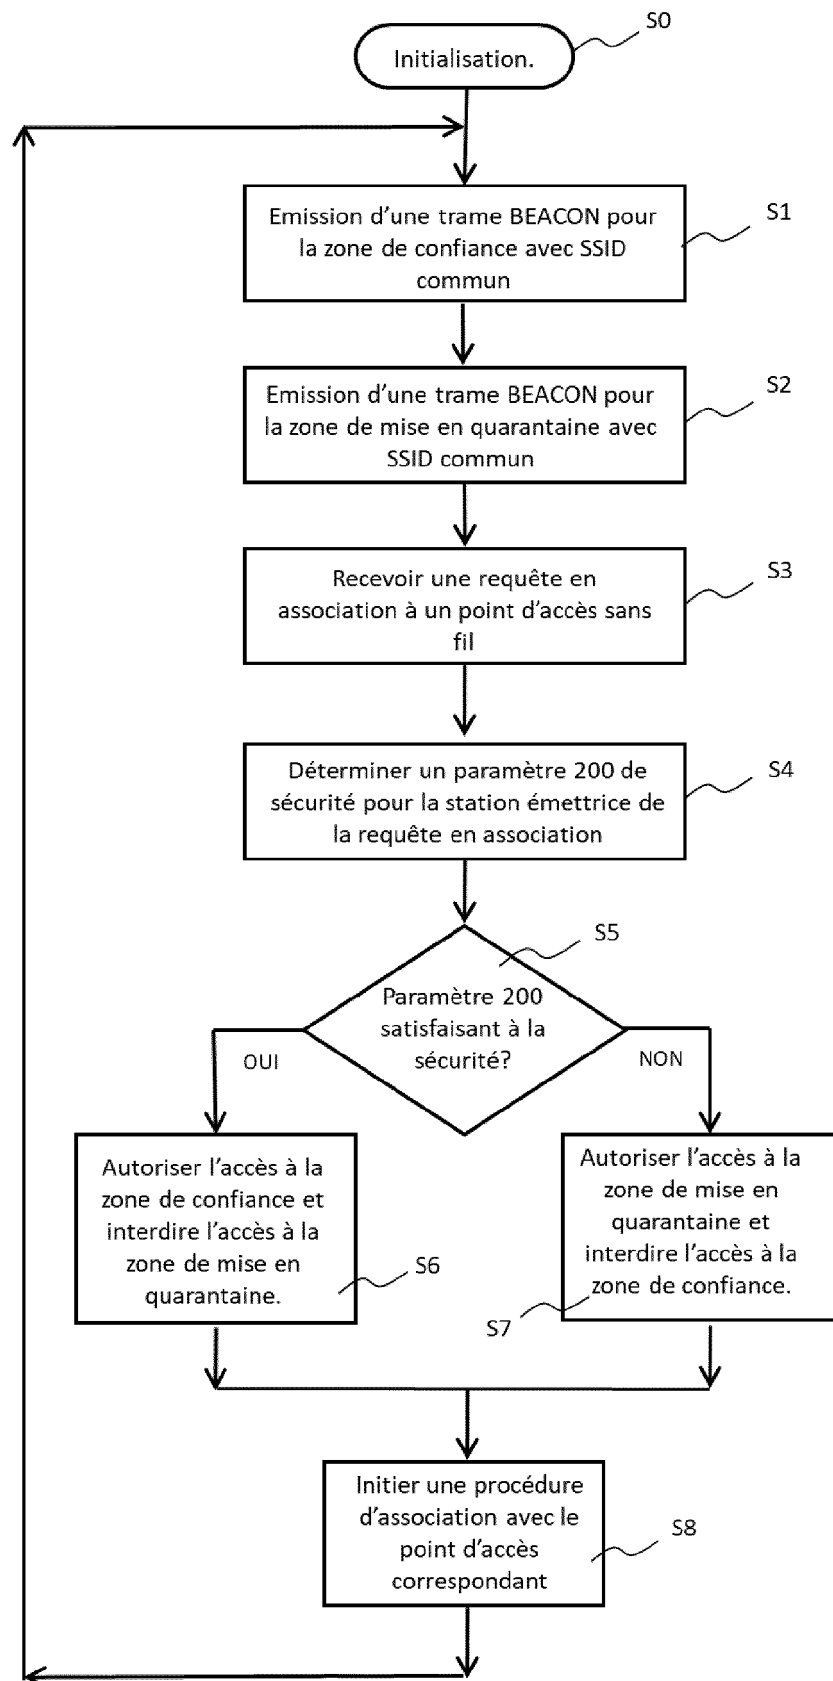 S0
Initialisation.
S1
Emission d'une trame BEACON pour
la zone de confiance avec SSID
commun
S2
Emission d'une trame BEACON pour
la zone de mise en quarantaine avec
SSID commun
S3
Recevoir une requête en
association à un point d'accès sans
fil
S4
Déterminer un paramètre 200 de
sécurité pour la station émettrice de
la requête en association
S5
Paramètre 200
satisfaisant à la
sécurité?
OUI
NON
Autoriser l'accès à la
zone de confiance et
interdire l'accès à la
zone de mise en
quarantaine.
S6
Autoriser l'accès à la
zone de mise en
quarantaine et
interdire l'accès à la
zone de confiance.
S7
Initier une procédure
d'association avec le
point d'accès
correspondant
S8